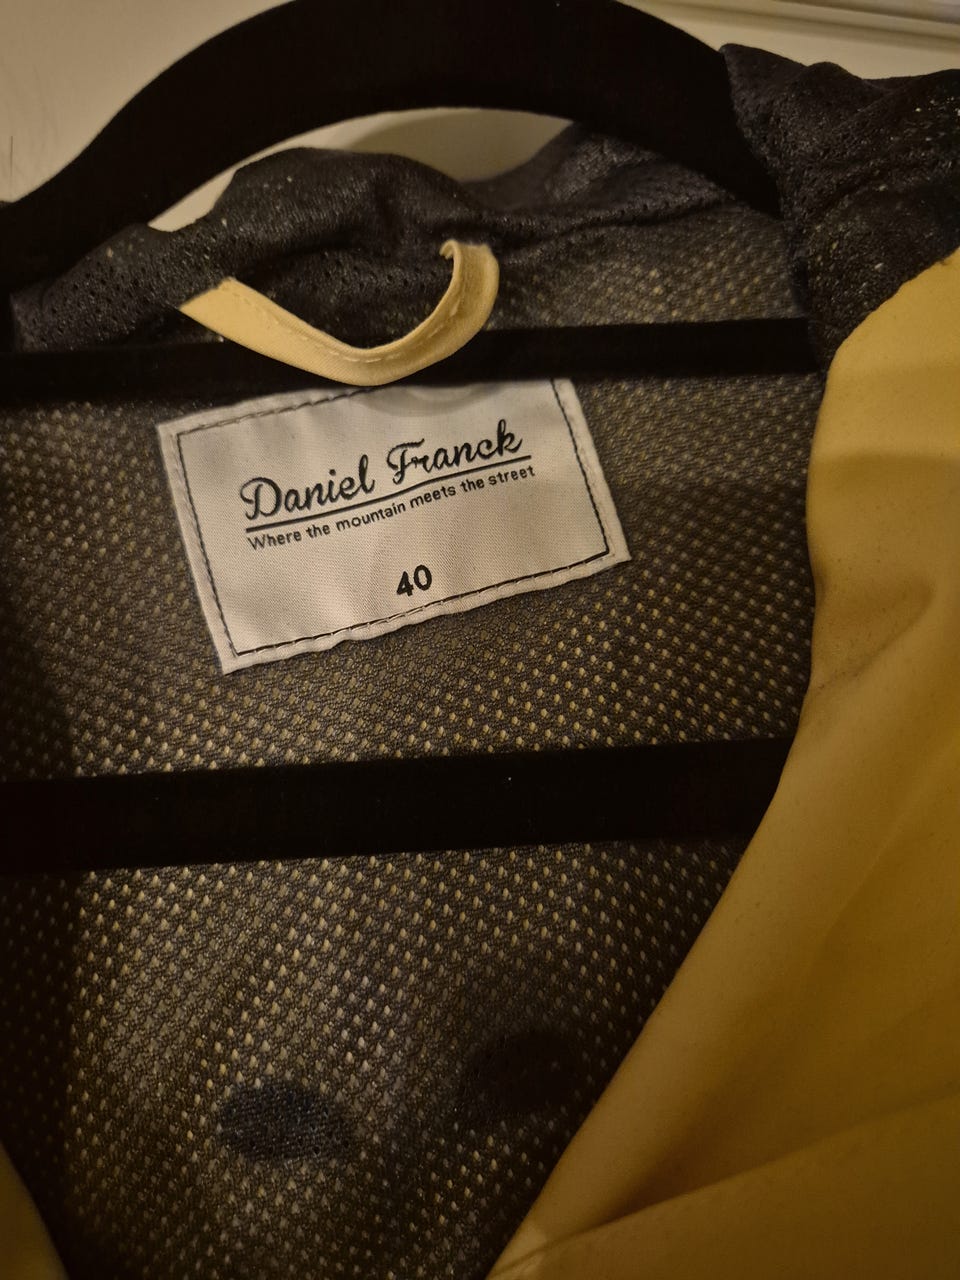 Daniel Franck
Where the mountain meets the street
40